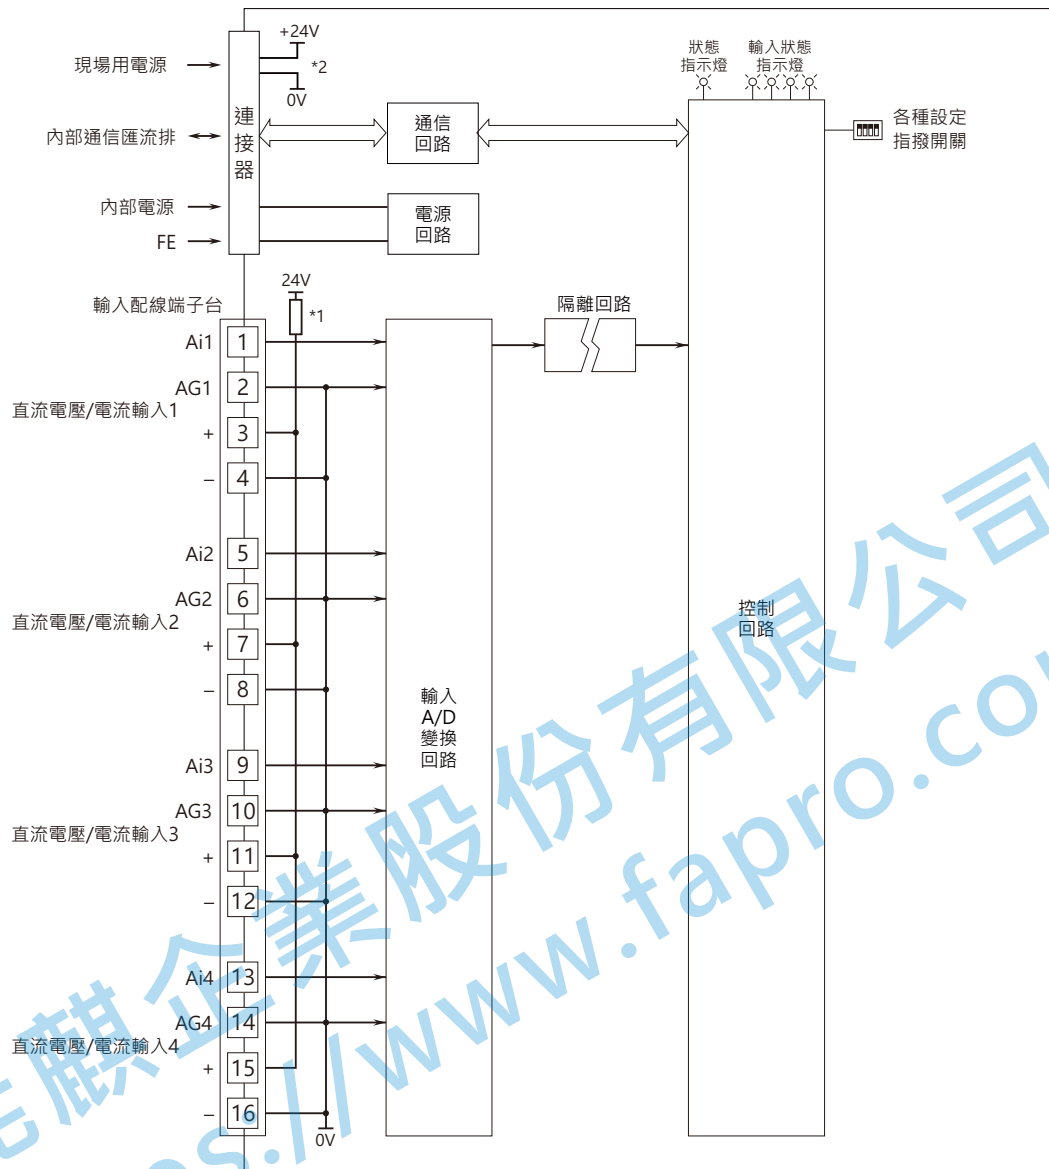 +24V
*2
0V
現場用電源
內部通信匯流排
內部電源
FE
連接器
通信
回路
電源
回路
狀態
指示燈
輸入狀態
指示燈
各種設定
指撥開關
24V
*1
輸入配線端子台
隔離回路
Ai1 1
AG1 2
直流電壓/電流輸入1
+ 3
– 4
Ai2 5
AG2 6
直流電壓/電流輸入2
+ 7
– 8
Ai3 9
AG3 10
直流電壓/電流輸入3
+ 11
– 12
Ai4 13
AG4 14
直流電壓/電流輸入4
+ 15
– 16
0V
輸入
A/D
變換
回路
控制
回路
麒企業股份有限公司
://www.fapro.co